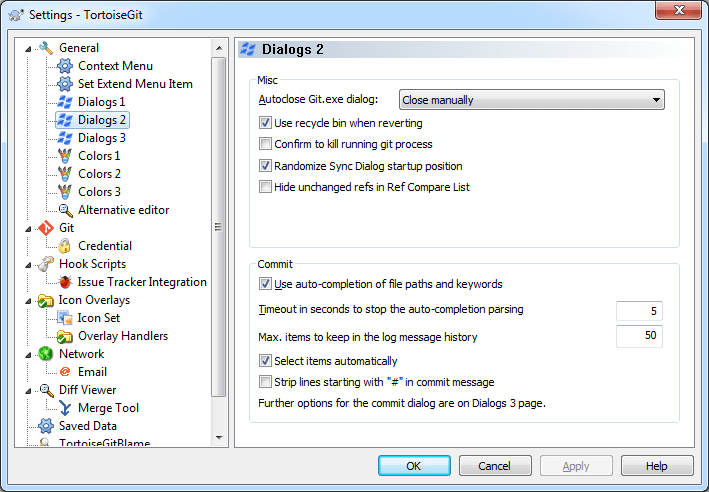 Settings - TortoiseGit
General
Context Menu
Set Extend Menu Item
Dialogs 1
Dialogs 2
Dialogs 3
Colors 1
Colors 2
Colors 3
Alternative editor
Git
Credential
Hook Scripts
Issue Tracker Integration
Icon Overlays
Icon Set
Overlay Handlers
Network
Email
Diff Viewer
Merge Tool
Saved Data
TortoiseGitBlame
Dialogs 2
Misc
Autoclose Git.exe dialog: Close manually
Use recycle bin when reverting
Confirm to kill running git process
Randomize Sync Dialog startup position
Hide unchanged refs in Ref Compare List
Commit
Use auto-completion of file paths and keywords
Timeout in seconds to stop the auto-completion parsing 5
Max. items to keep in the log message history 50
Select items automatically
Strip lines starting with "#" in commit message
Further options for the commit dialog are on Dialogs 3 page.
OK Cancel Apply Help